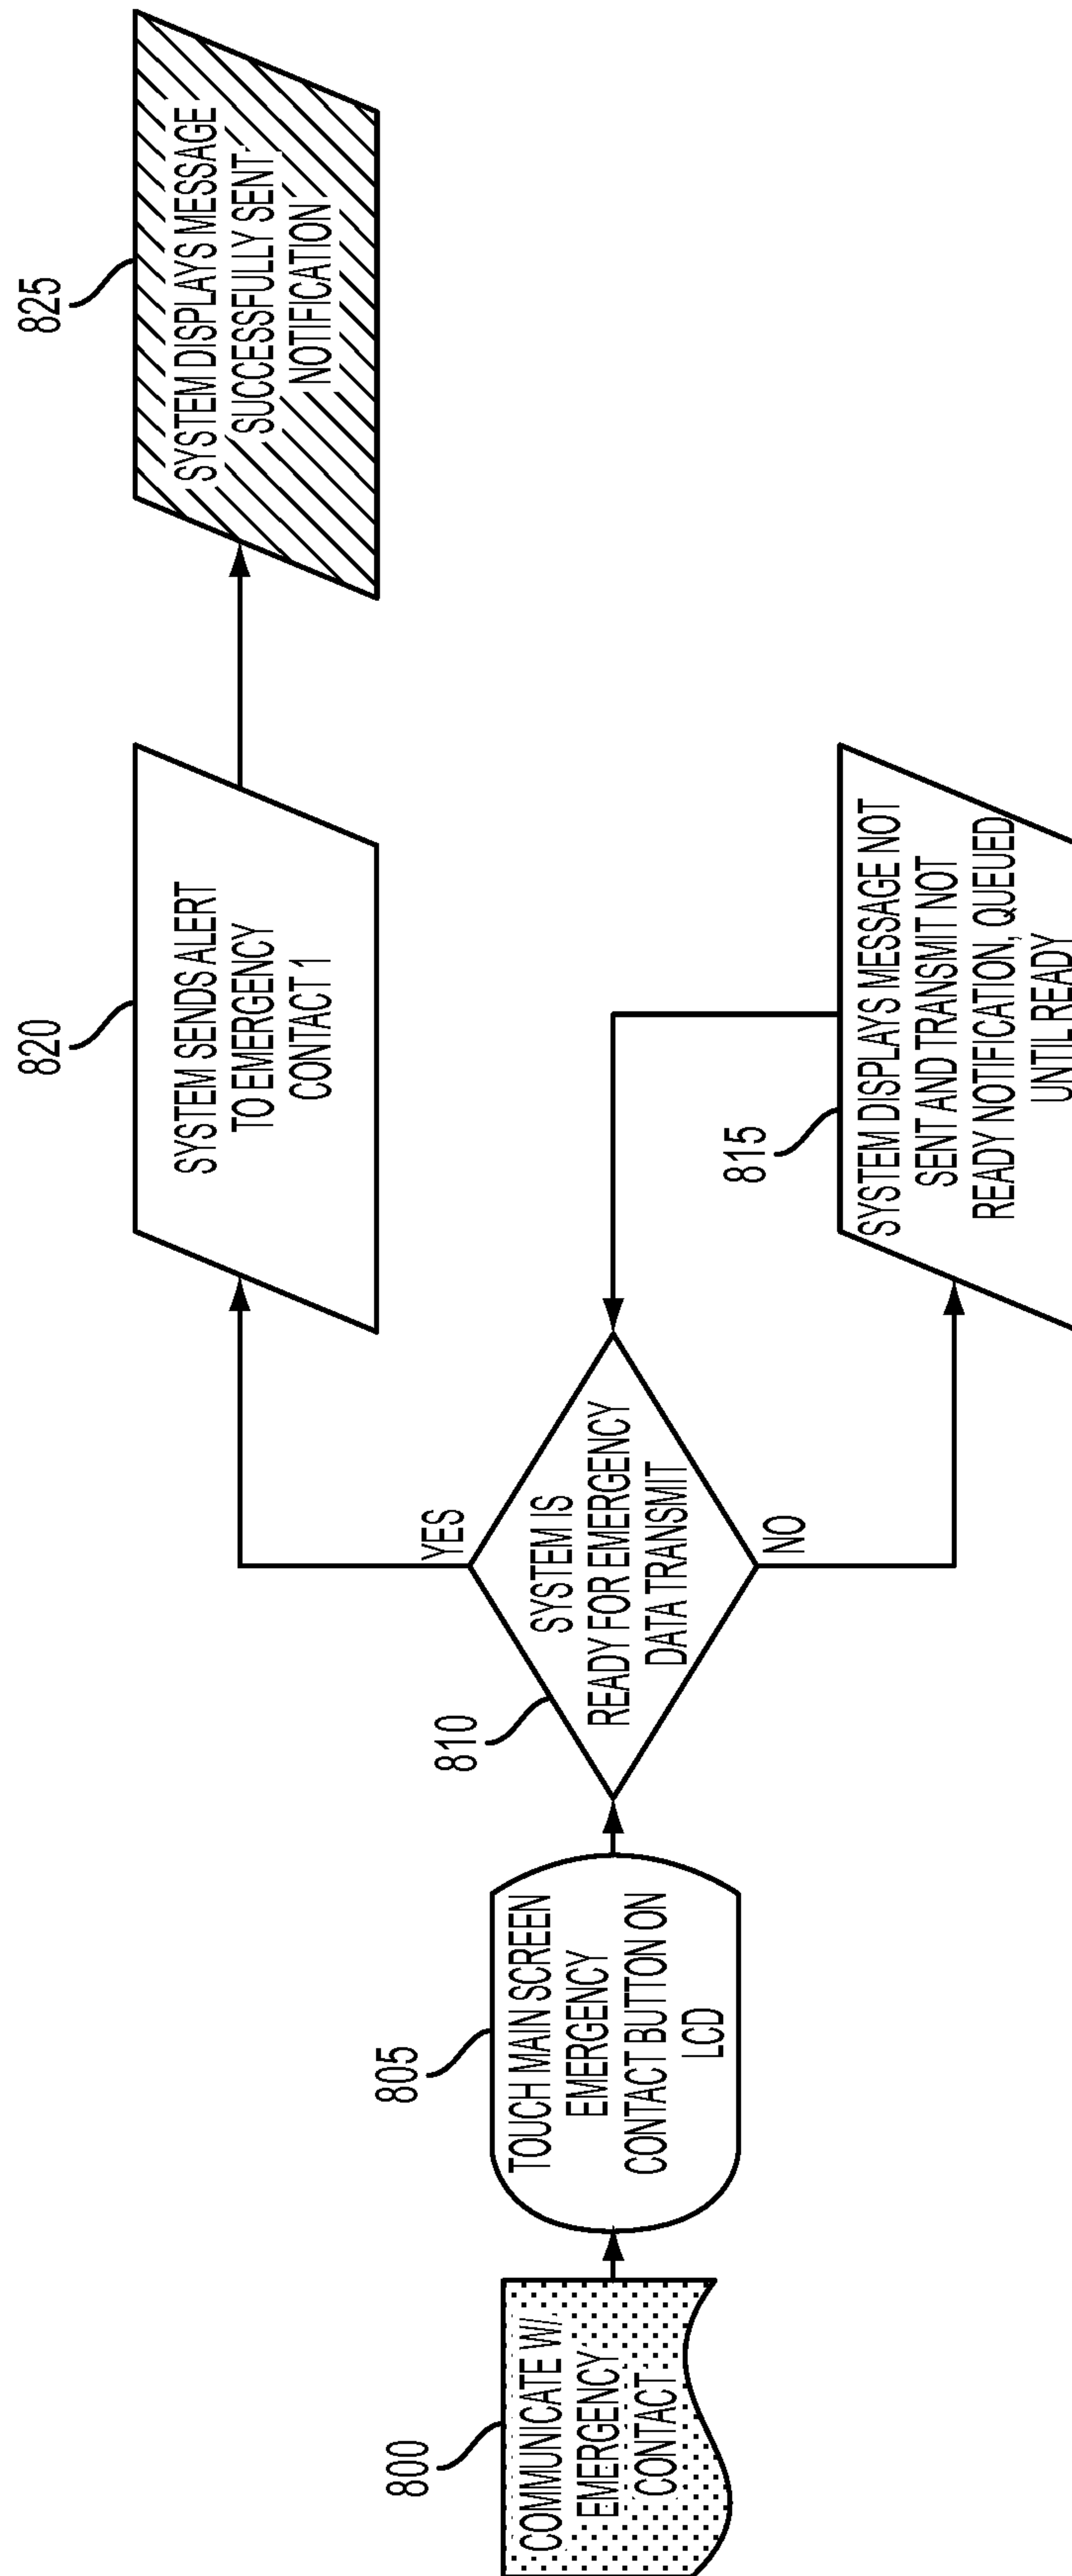 800
COMMUNICATE W/
EMERGENCY
CONTACT
805
TOUCH MAIN SCREEN
EMERGENCY
CONTACT BUTTON ON
LCD
810
SYSTEM IS
READY FOR EMERGENCY
DATA TRANSMIT
YES
NO
815
SYSTEM DISPLAYS MESSAGE NOT
SENT AND TRANSMIT NOT
READY NOTIFICATION, QUEUED
UNTIL READY
820
SYSTEM SENDS ALERT
TO EMERGENCY
CONTACT 1
825
SYSTEM DISPLAYS MESSAGE
SUCCESSFULLY SENT
NOTIFICATION